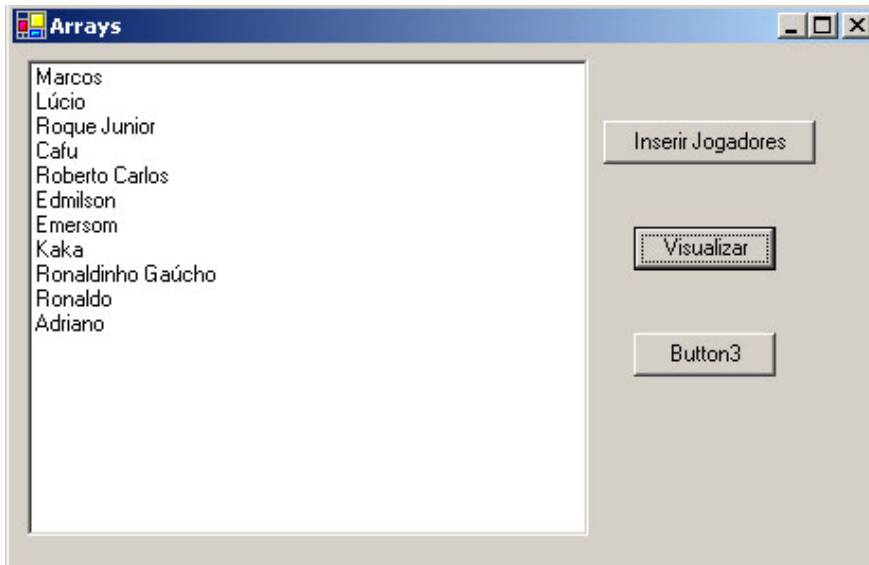 Arrays
Marcos
Lúcio
Roque Junior
Cafu
Roberto Carlos
Edmilson
Emersom
Kaka
Ronaldinho Gaúcho
Ronaldo
Adriano
Inserir Jogadores
Visualizar
Button3